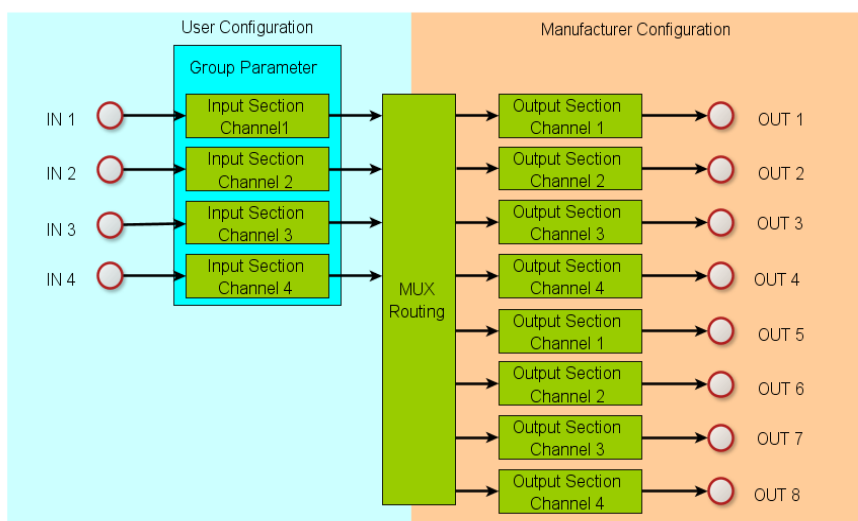 User Configuration
Manufacturer Configuration
Group Parameter
IN 1
Input Section
Channel1
Output Section
Channel 1
OUT 1
IN 2
Input Section
Channel 2
Output Section
Channel 2
OUT 2
IN 3
Input Section
Channel 3
Output Section
Channel 3
OUT 3
IN 4
Input Section
Channel 4
MUX
Routing
Output Section
Channel 4
OUT 4
Output Section
Channel 1
OUT 5
Output Section
Channel 2
OUT 6
Output Section
Channel 3
OUT 7
Output Section
Channel 4
OUT 8